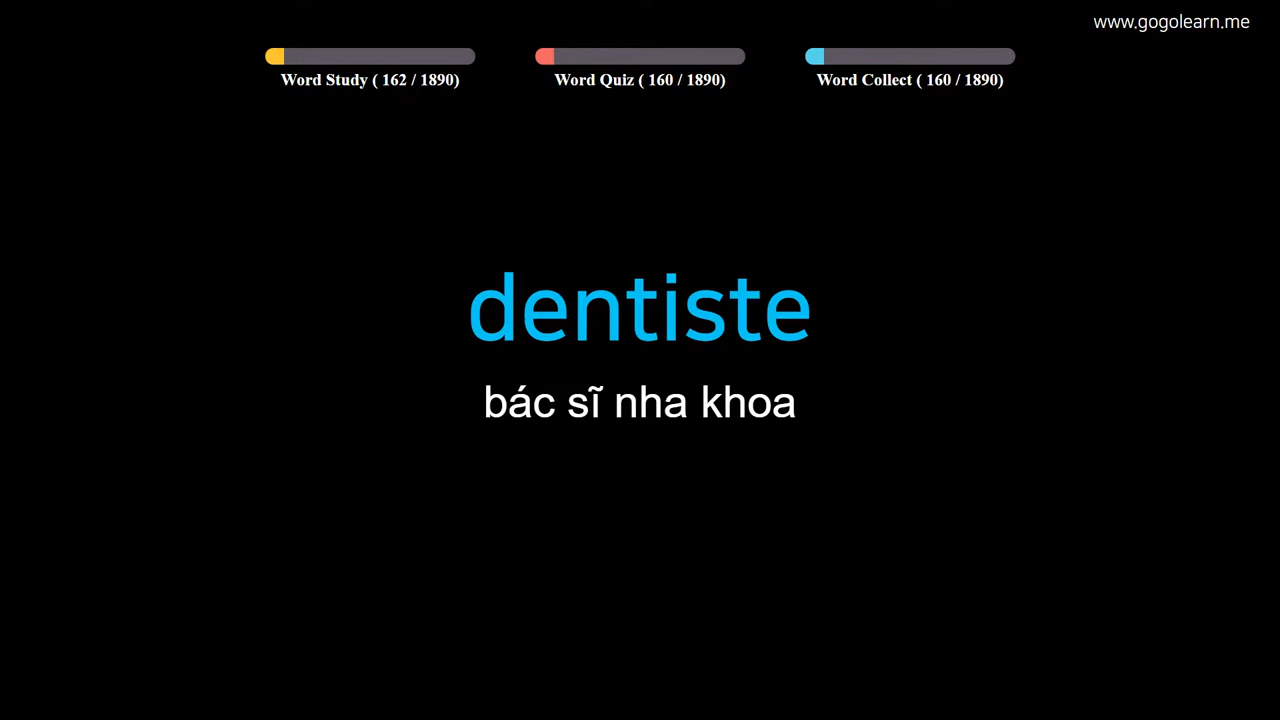 www.gogolearn.me
Word Study ( 162 / 1890)
Word Quiz ( 160 / 1890)
Word Collect ( 160 / 1890)
dentiste
bác sĩ nha khoa